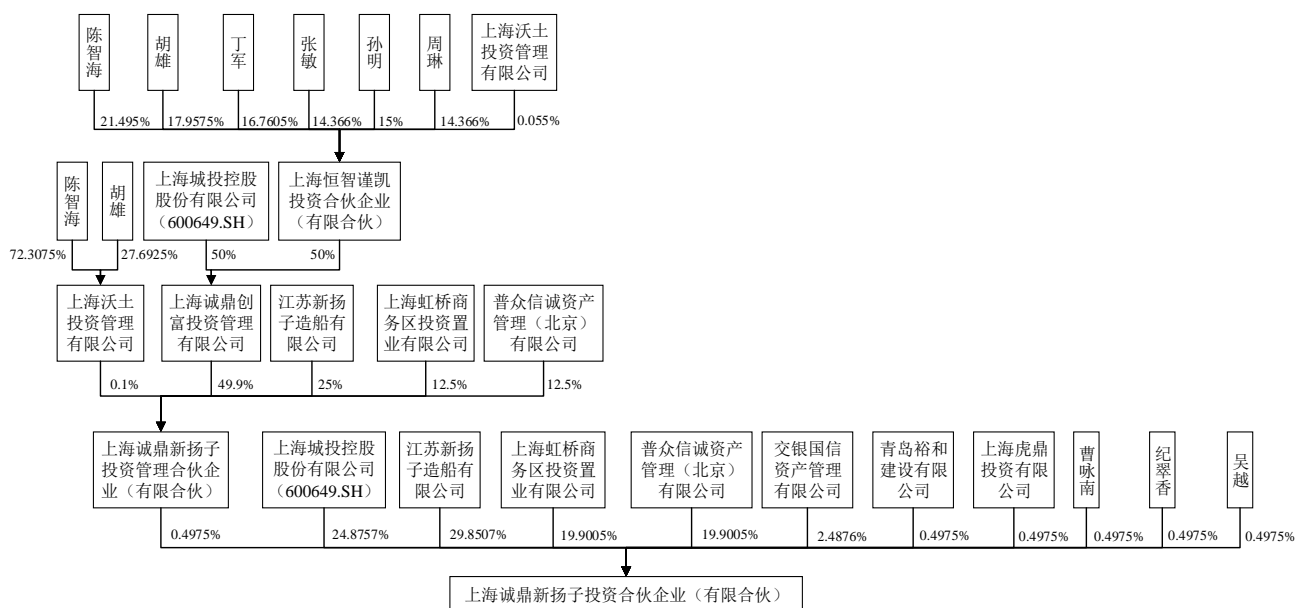 陈智海
胡雄
丁军
张敏
孙明
周琳
上海沃土
投资管理
有限公司
21.495%
17.9575%
16.7605%
14.366%
15%
14.366%
0.055%
陈智海
胡雄
上海城投控股
股份有限公司
（600649.SH）
上海恒智谨凯
投资合伙企业
（有限合伙）
72.3075%
27.6925%
50%
50%
上海沃土
投资管理
有限公司
上海诚鼎创
富投资管理
有限公司
江苏新扬
子造船有
限公司
上海虹桥商
务区投资置
业有限公司
普众信诚资产
管理（北京）
有限公司
0.1%
49.9%
25%
12.5%
12.5%
上海诚鼎新扬子
投资管理合伙企
业（有限合伙）
上海城投控股
股份有限公司
（600649.SH）
江苏新扬
子造船有
限公司
上海虹桥商
务区投资置
业有限公司
普众信诚资产
管理（北京）
有限公司
交银国信
资产管理
有限公司
青岛裕和
建设有限
公司
上海虎鼎
投资有限
公司
曹咏南
纪翠香
吴越
0.4975%
24.8757%
29.8507%
19.9005%
19.9005%
2.4876%
0.4975%
0.4975%
0.4975%
0.4975%
0.4975%
上海诚鼎新扬子投资合伙企业（有限合伙）